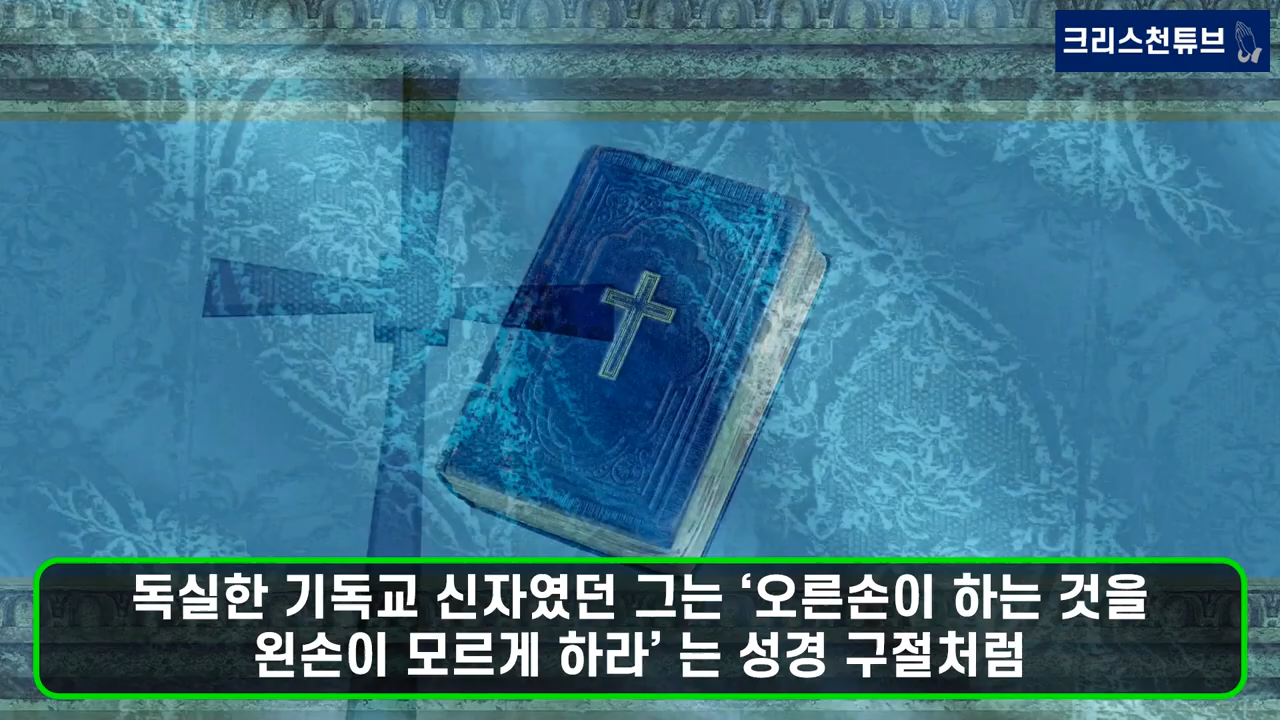 크리스천튜브
독실한 기독교 신자였던 그는 ‘오른손이 하는 것을
왼손이 모르게 하라’ 는 성경 구절처럼